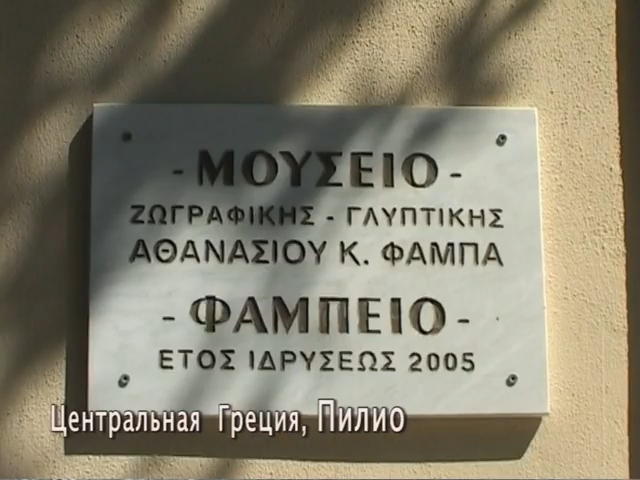 - ΜΟΥΣΕΙΟ -
ΖΩΓΡΑΦΙΚΗΣ - ΓΛΥΠΤΙΚΗΣ
ΑΘΑΝΑΣΙΟΥ Κ. ΦΑΜΠΑ
- ΦΑΜΠΕΙΟ -
ΕΤΟΣ ΙΔΡΥΣΕΩΣ 2005
Центральная Греция, Пилио